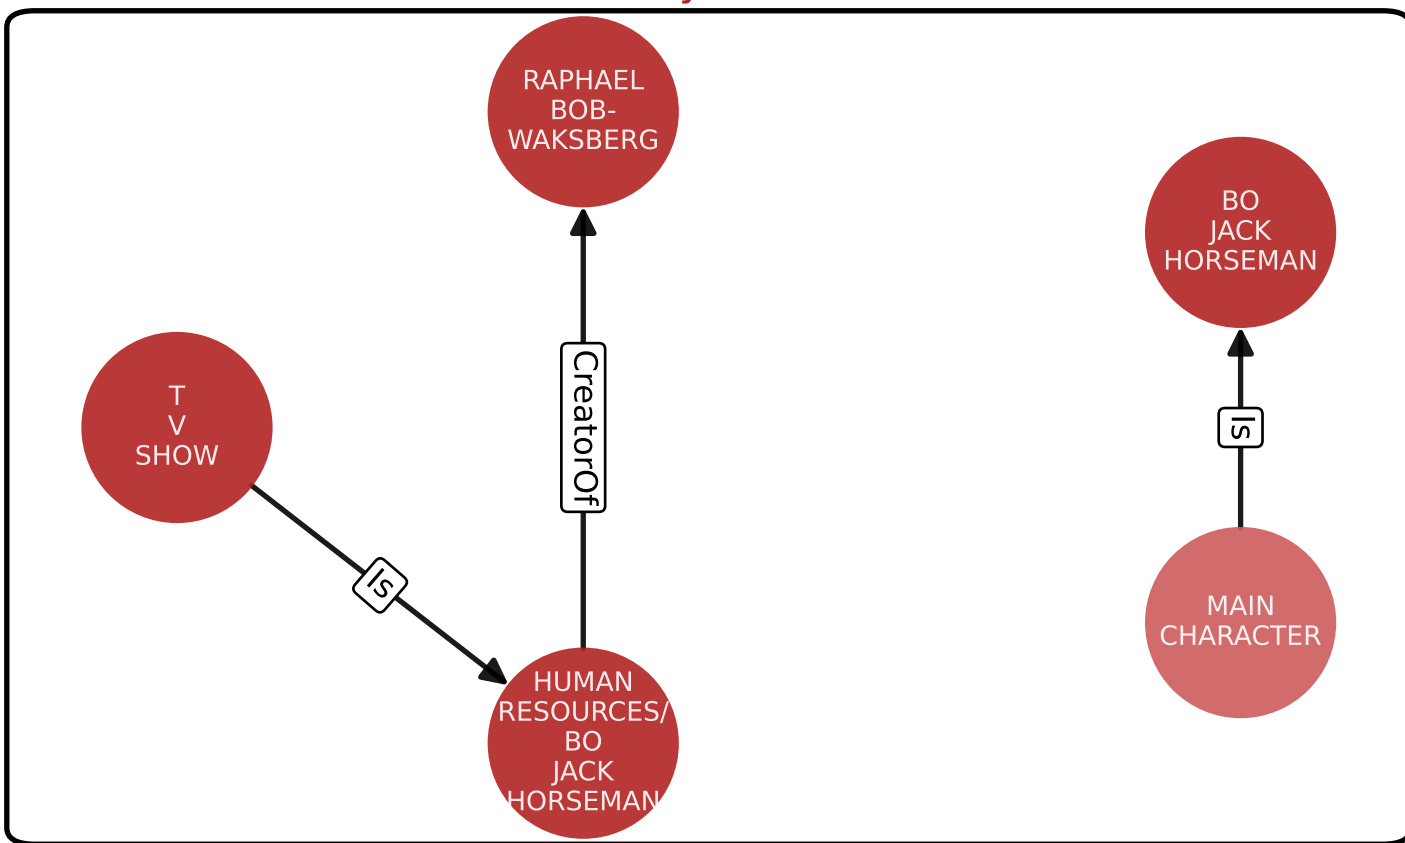 RAPHAEL
BOB-
WAKSBERG
BO
JACK
HORSEMAN
T
V
SHOW
CreatorOf
Is
Is
MAIN
CHARACTER
HUMAN
RESOURCES/
BO
JACK
HORSEMAN